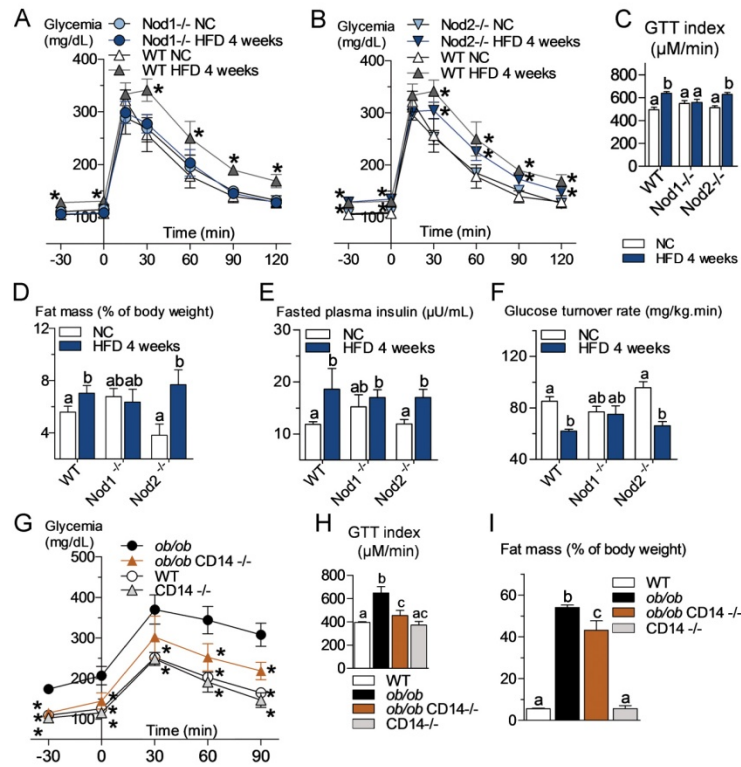 A
Glycemia
(mg/dL)
Nod1-/- NC
Nod1-/- HFD 4 weeks
WT NC
WT HFD 4 weeks
400
300
200
100
* * * * * *
Time (min)
-30 0 30 60 90 120
B
Glycemia
(mg/dL)
Nod2-/- NC
Nod2-/- HFD 4 weeks
WT NC
WT HFD 4 weeks
400
300
200
100
* * * * * * * * * * * *
Time (min)
-30 0 30 60 90 120
C
GTT index
(µM/min)
800
600
400
200
0
a b a a a b
WT Nod1-/- Nod2-/-
NC
HFD 4 weeks
D
Fat mass (% of body weight)
NC
HFD 4 weeks
12
8
4
a b ab ab a b
WT Nod1 -/- Nod2 -/-
E
Fasted plasma insulin (µU/mL)
NC
HFD 4 weeks
30
20
10
a b ab b a b
WT Nod1 -/- Nod2 -/-
F
Glucose turnover rate (mg/kg.min)
NC
HFD 4 weeks
120
80
60
a b ab ab a b
WT Nod1 -/- Nod2 -/-
G
Glycemia
(mg/dL)
ob/ob
ob/ob CD14 -/-
WT
CD14 -/-
500
400
300
200
100
* * * * * * * * * * * * * *
Time (min)
-30 0 30 60 90
H
GTT index
(µM/min)
800
600
400
200
0
a b c ac
WT
ob/ob
ob/ob CD14-/-
CD14-/-
I
Fat mass (% of body weight)
WT
ob/ob
ob/ob CD14 -/-
CD14 -/-
60
40
20
0
a b c a